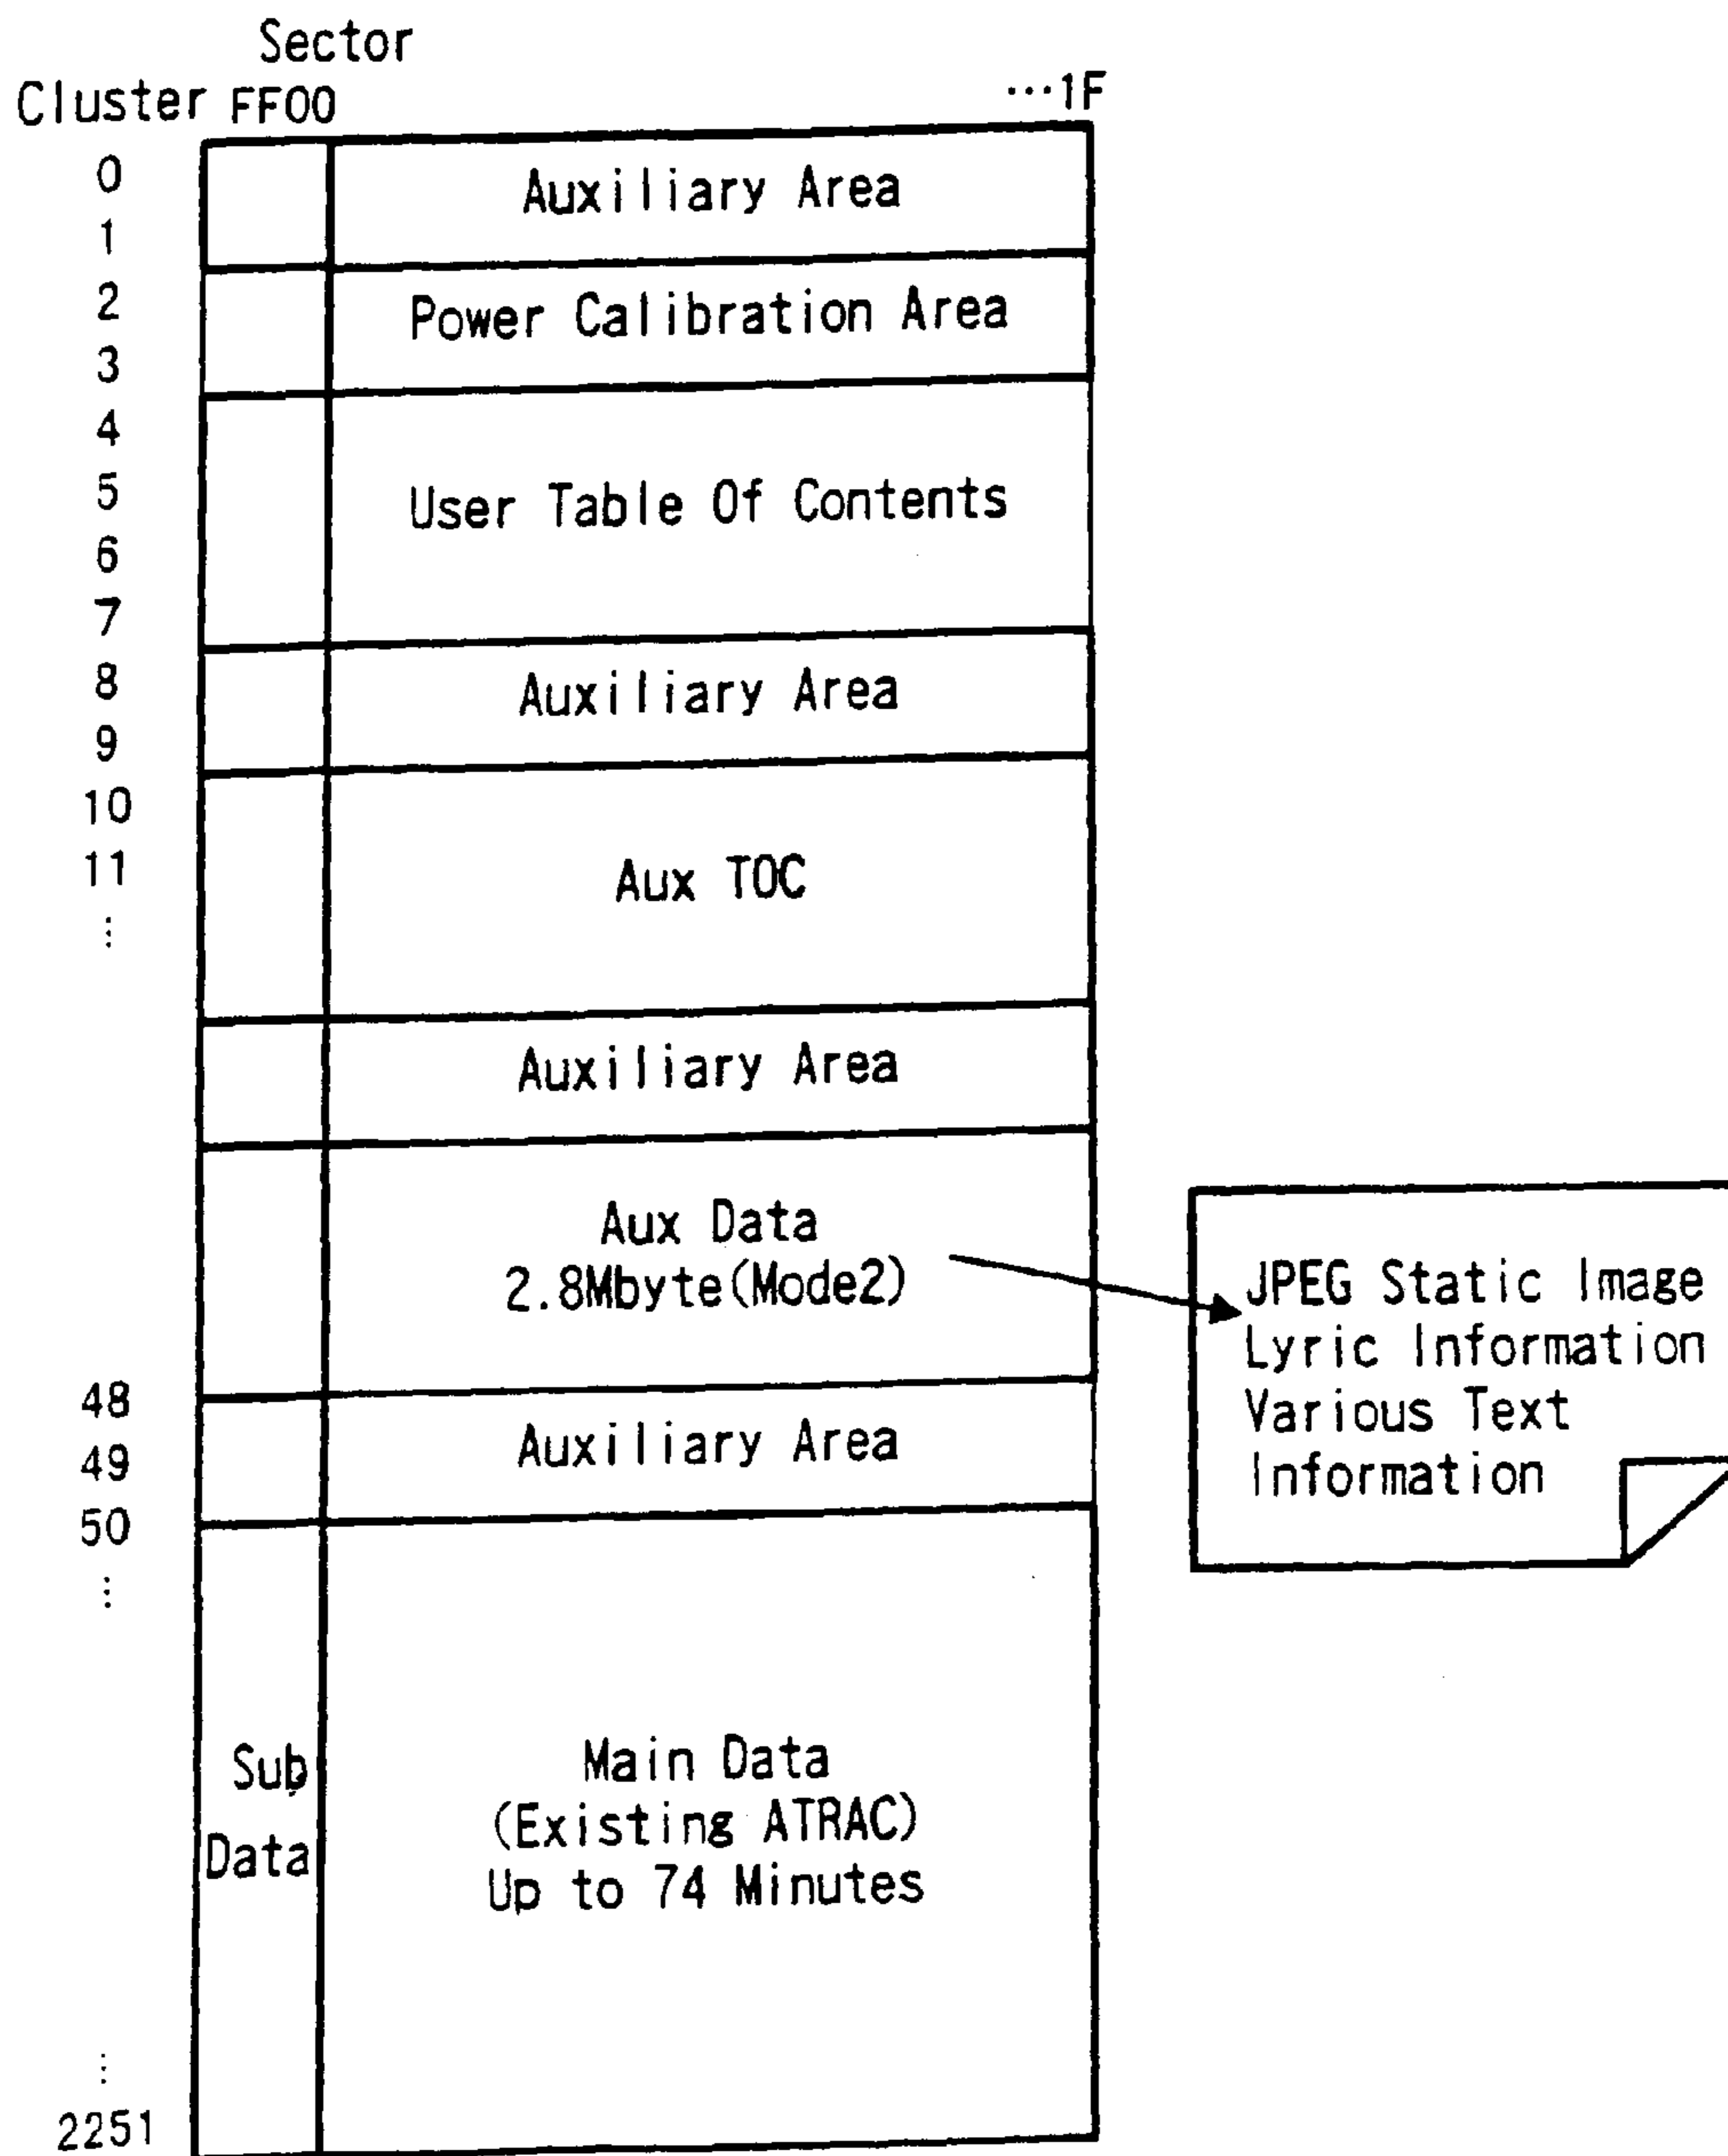 Sector
Cluster FF00 ···1F
0
Auxiliary Area
1
2
Power Calibration Area
3
4
5
User Table Of Contents
6
7
8
Auxiliary Area
9
10
11
Aux TOC
⋮
Auxiliary Area
Aux Data
2.8Mbyte(Mode2)
JPEG Static Image
Lyric Information
Various Text
Information
48
49
Auxiliary Area
50
⋮
Sub
Data
Main Data
(Existing ATRAC)
Up to 74 Minutes
⋮
2251